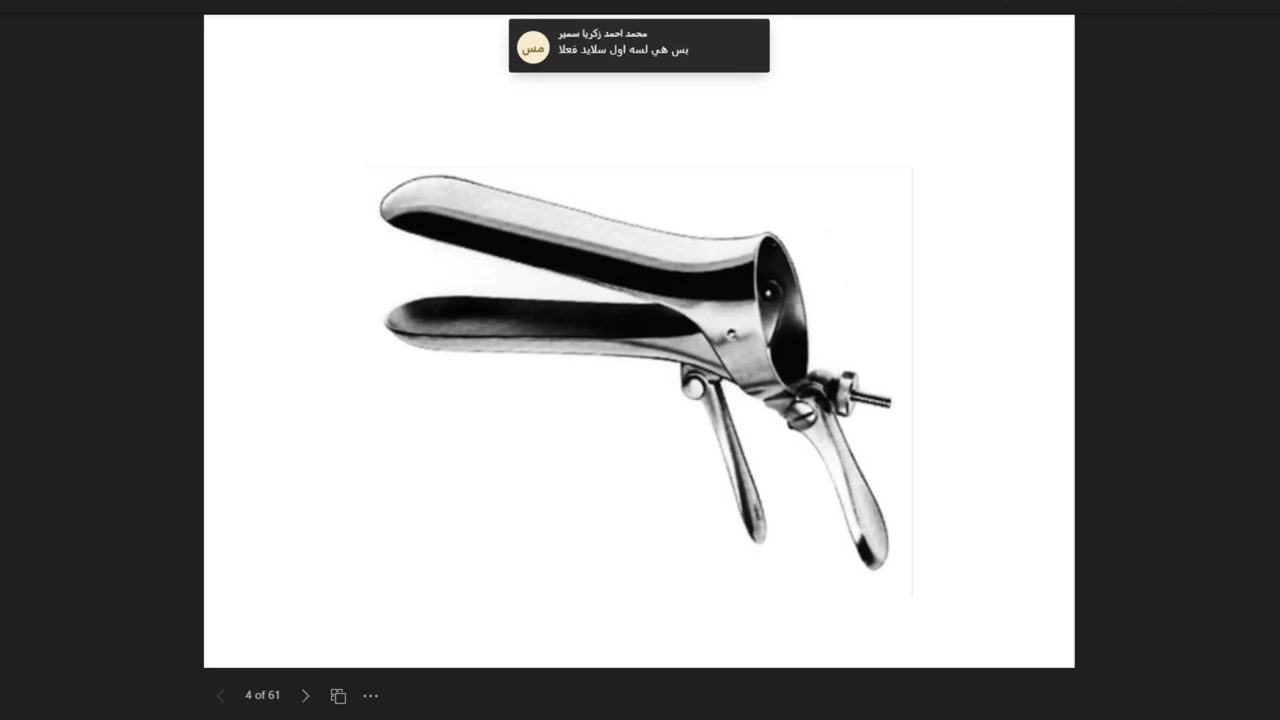 محمد احمد زكريا سمير
مس
بس هي لسه اول سلايد فعلا
4 of 61